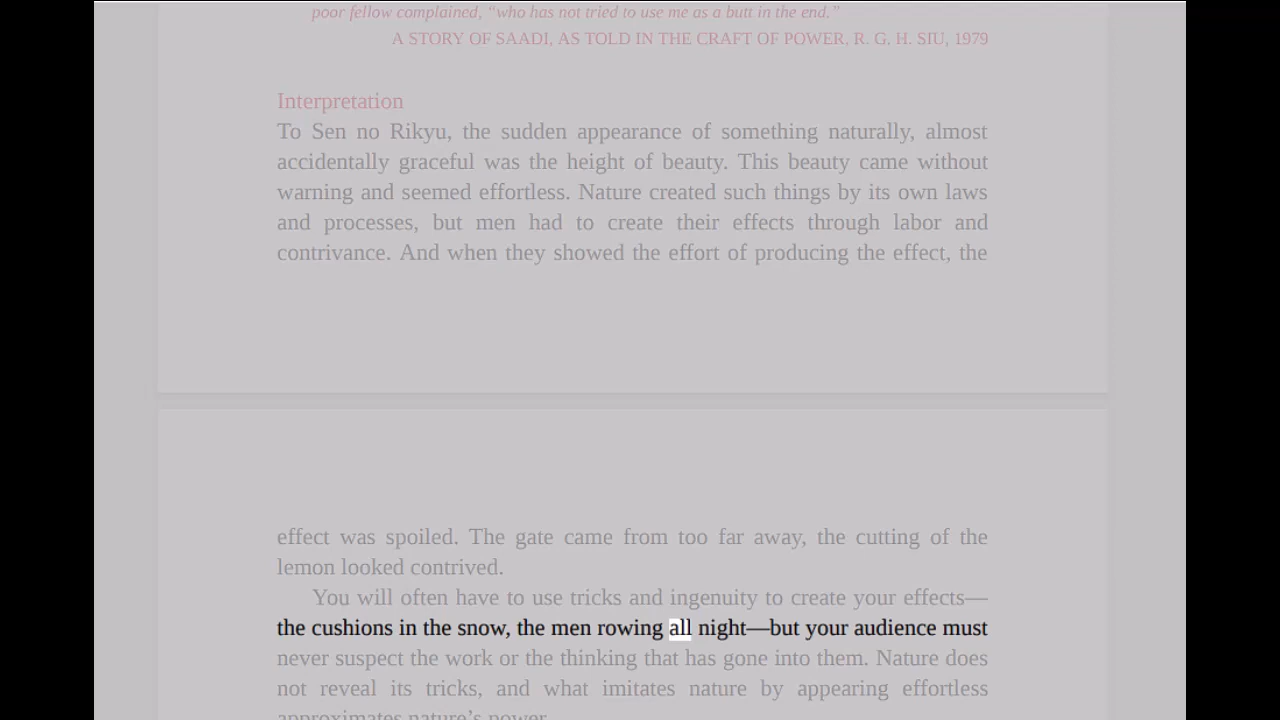 poor fellow complained, “who has not tried to use me as a butt in the end.”
A STORY OF SAADI, AS TOLD IN THE CRAFT OF POWER, R. G. H. SIU, 1979
Interpretation
To Sen no Rikyu, the sudden appearance of something naturally, almost
accidentally graceful was the height of beauty. This beauty came without
warning and seemed effortless. Nature created such things by its own laws
and processes, but men had to create their effects through labor and
contrivance. And when they showed the effort of producing the effect, the
effect was spoiled. The gate came from too far away, the cutting of the
lemon looked contrived.
You will often have to use tricks and ingenuity to create your effects—
the cushions in the snow, the men rowing all night—but your audience must
never suspect the work or the thinking that has gone into them. Nature does
not reveal its tricks, and what imitates nature by appearing effortless
approximates nature’s power.